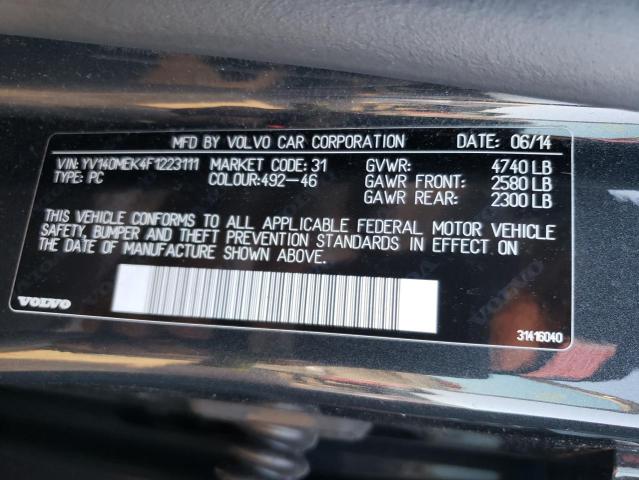 MFD BY VOLVO CAR CORPORATION DATE: 06/14
VIN: YV140MEK4F1223111 MARKET CODE: 31 GVWR: 4740 LB
TYPE: PC COLOUR:492-46 GAWR FRONT: 2580 LB
GAWR REAR: 2300 LB
THIS VEHICLE CONFORMS TO ALL APPLICABLE FEDERAL MOTOR VEHICLE
SAFETY, BUMPER AND THEFT PREVENTION STANDARDS IN EFFECT ON
THE DATE OF MANUFACTURE SHOWN ABOVE.
VOLVO
31416040